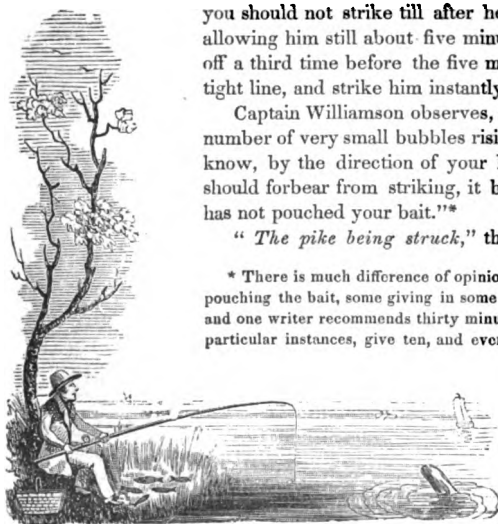 you should not strike till after he
allowing him still about five minu
off a third time before the five m
tight line, and strike him instantly
Captain Williamson observes,
number of very small bubbles risi
know, by the direction of your
should forbear from striking, it b
has not pouched your bait."*
" The pike being struck," th
* There is much difference of opinio
pouching the bait, some giving in some
and one writer recommends thirty minu
particular instances, give ten, and eve